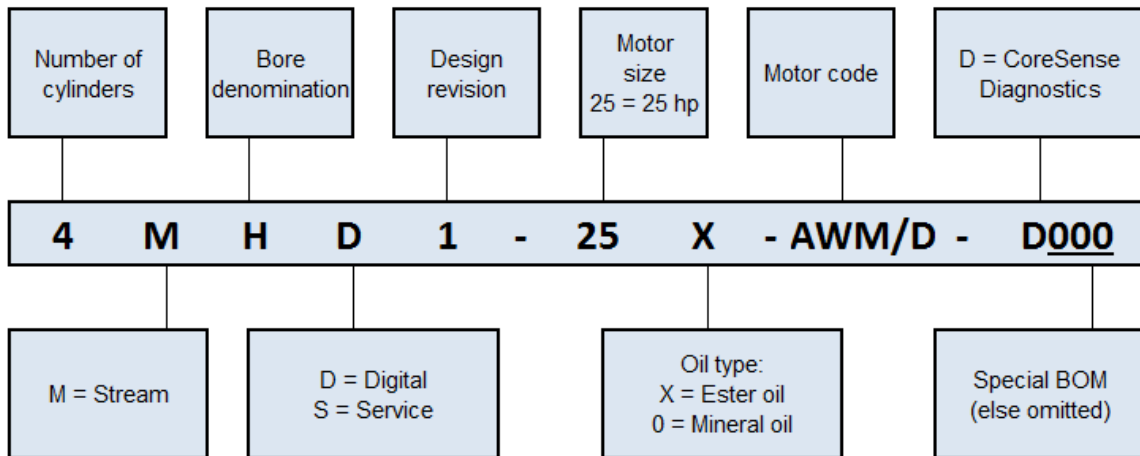 Number of
cylinders
Bore
denomination
Design
revision
Motor
size
25 = 25 hp
Motor code
D = CoreSense
Diagnostics
4 M H D 1 - 25 X - AWM/D - D000
M = Stream
D = Digital
S = Service
Oil type:
X = Ester oil
0 = Mineral oil
Special BOM
(else omitted)